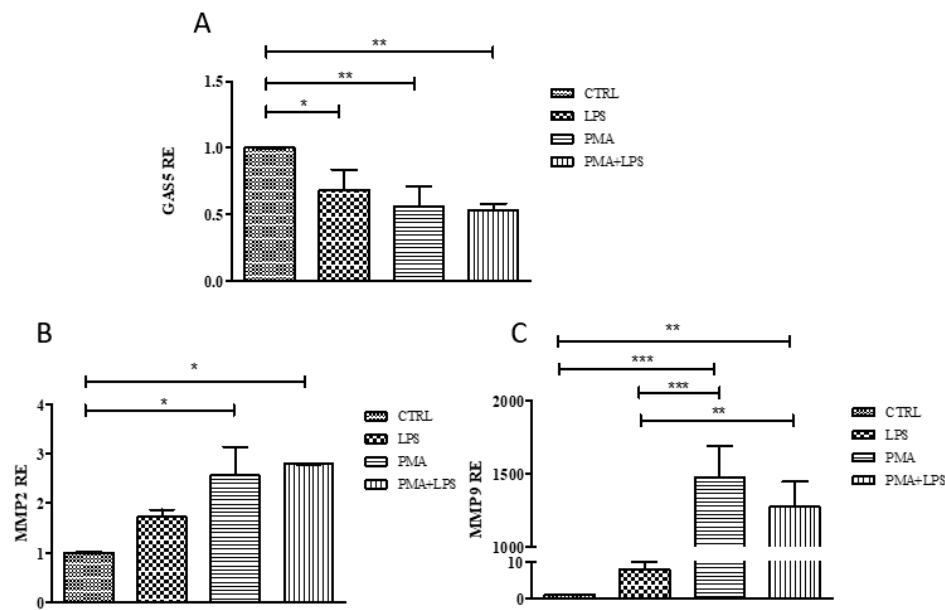 A
**
**
*
1.5
1.0
0.5
0.0
GAS5 RE
CTRL
LPS
PMA
PMA+LPS
B
*
*
4
3
2
1
0
MMP2 RE
CTRL
LPS
PMA
PMA+LPS
C
**
***
***
**
2000
1500
1000
10
0
MMP9 RE
CTRL
LPS
PMA
PMA+LPS